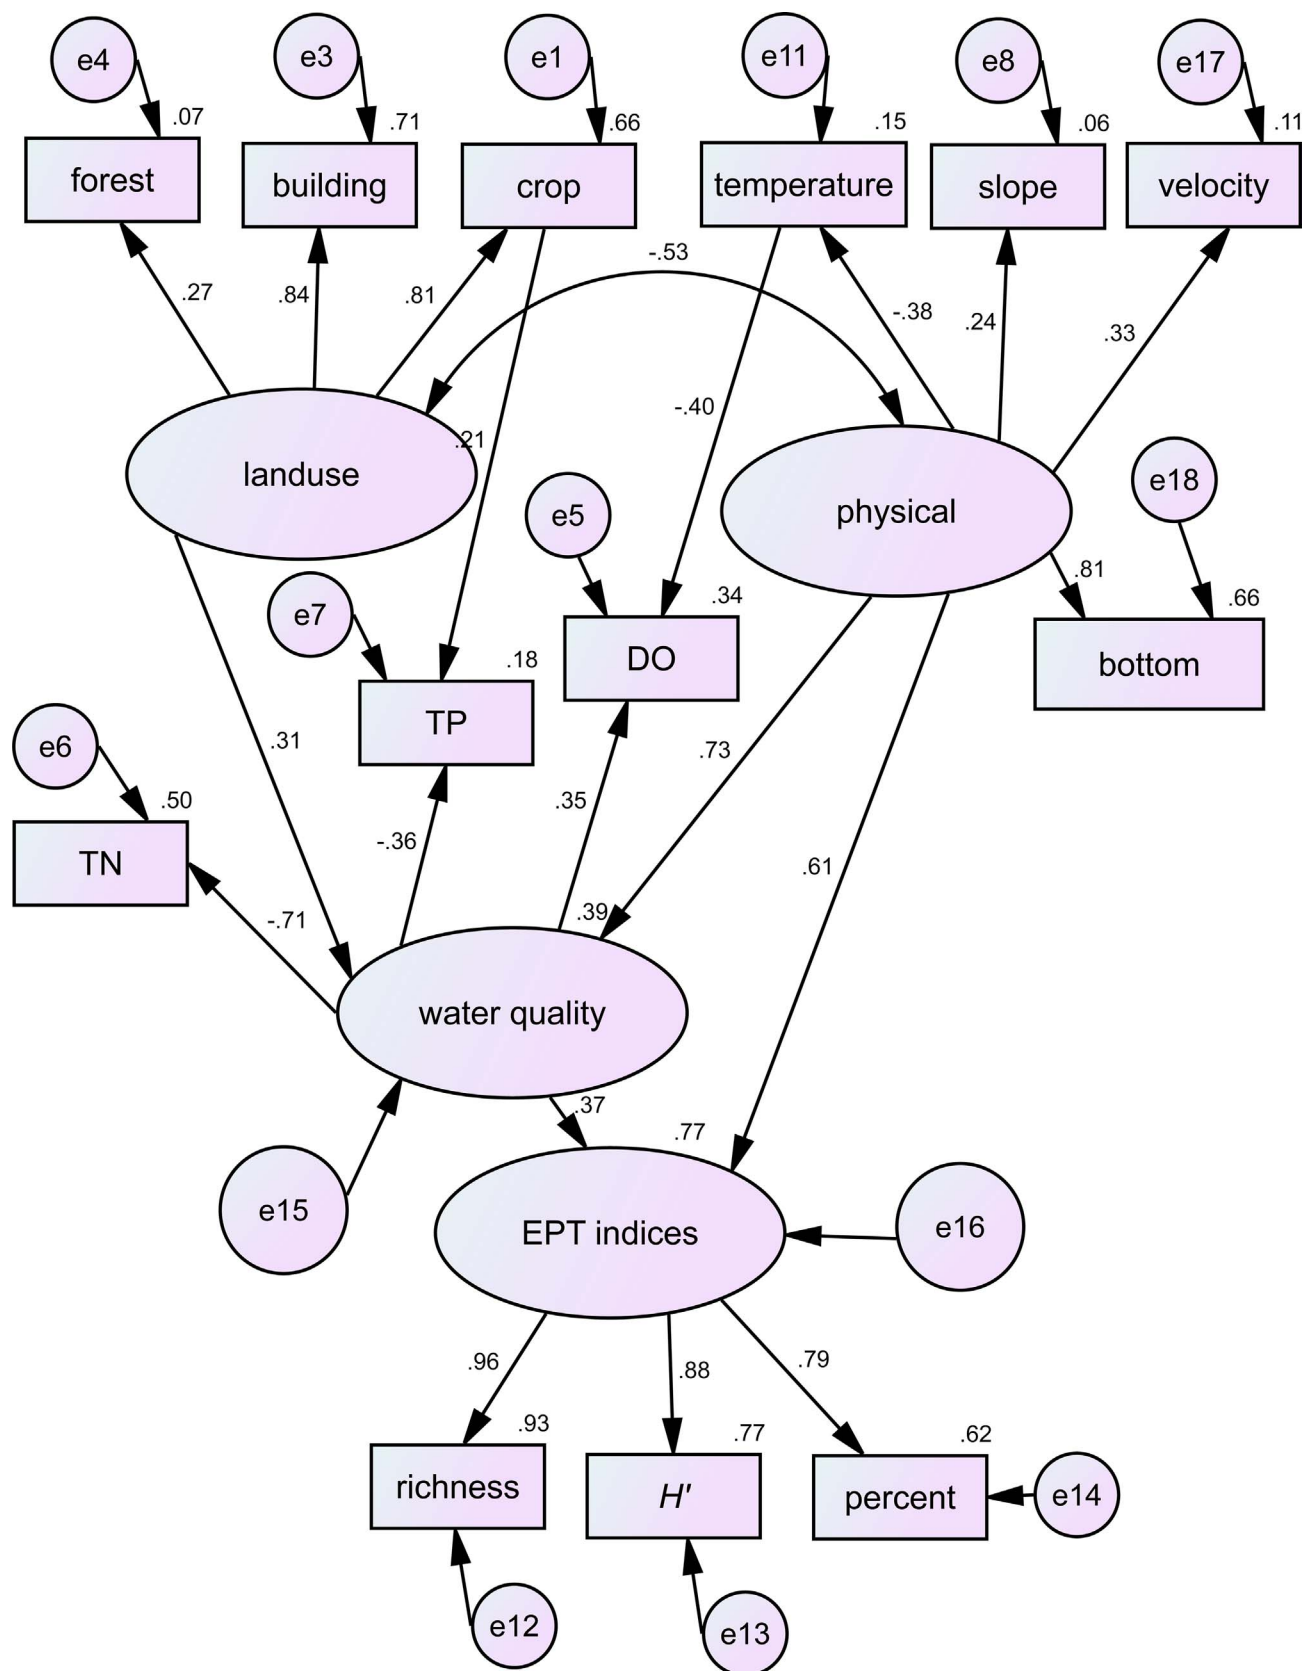 e4
e3
e1
e11
e8
e17
.07
.71
.66
.15
.06
.11
forest
building
crop
temperature
slope
velocity
-.53
.27
.84
.81
-.38
.24
.33
-.40
.21
landuse
physical
e5
e18
.81
e7
.34
.66
DO
bottom
.18
TP
e6
.31
.73
.50
.35
-.36
TN
.61
-.71
.39
water quality
.37
.77
e15
EPT indices
e16
.96
.88
.79
.93
.77
.62
richness
H'
percent
e14
e12
e13